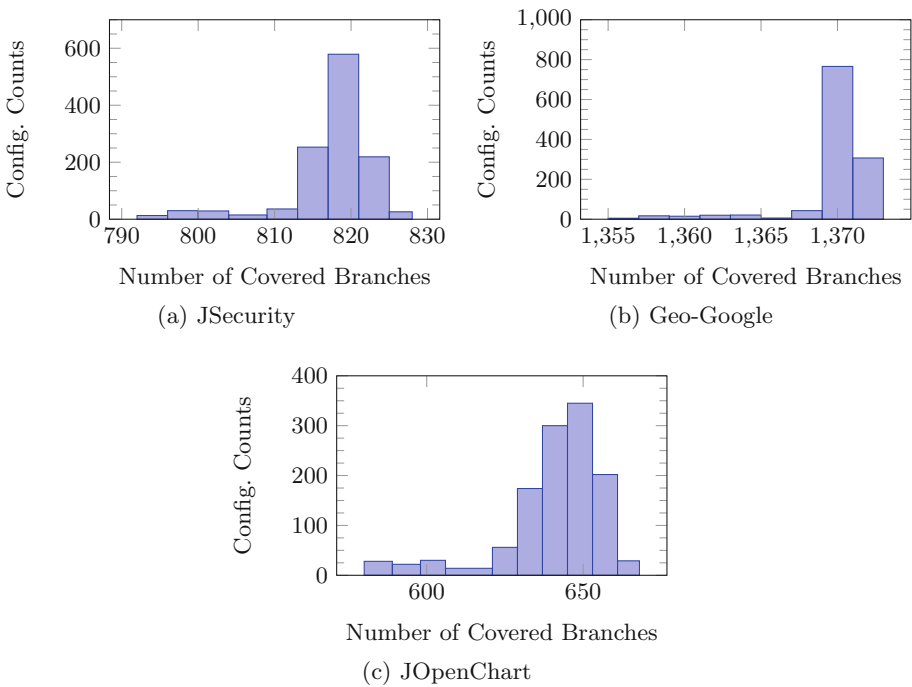 600
400
200
0
Config. Counts
790 800 810 820 830
Number of Covered Branches
(a) JSecurity
1,000
800
600
400
200
0
Config. Counts
1,355 1,360 1,365 1,370
Number of Covered Branches
(b) Geo-Google
400
300
200
100
0
Config. Counts
600 650
Number of Covered Branches
(c) JOpenChart